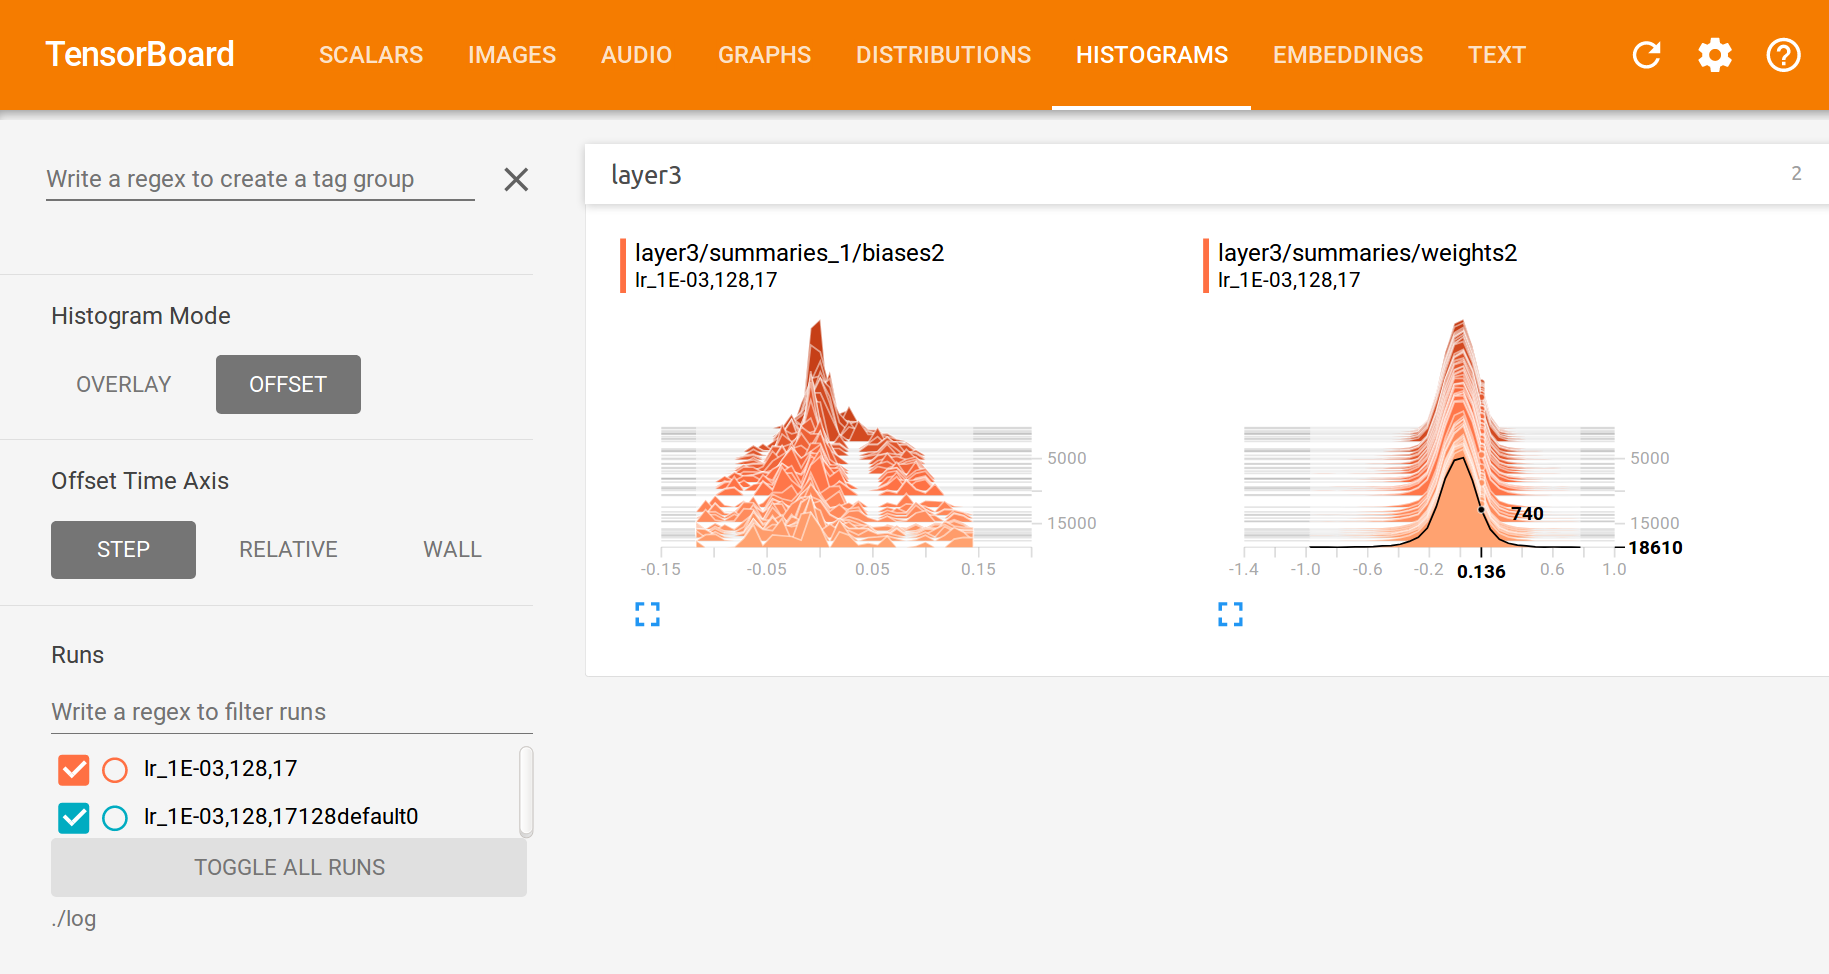 TensorBoard SCALARS IMAGES AUDIO GRAPHS DISTRIBUTIONS HISTOGRAMS EMBEDDINGS TEXT
Write a regex to create a tag group
Histogram Mode
OVERLAY OFFSET
Offset Time Axis
STEP RELATIVE WALL
Runs
Write a regex to filter runs
lr_1E-03,128,17
lr_1E-03,128,17128default0
TOGGLE ALL RUNS
./log
layer3 2
layer3/summaries_1/biases2
lr_1E-03,128,17
5000
15000
-0.15 -0.05 0.05 0.15
layer3/summaries/weights2
lr_1E-03,128,17
5000
740
15000
18610
-1.4 -1.0 -0.6 -0.2 0.136 0.6 1.0